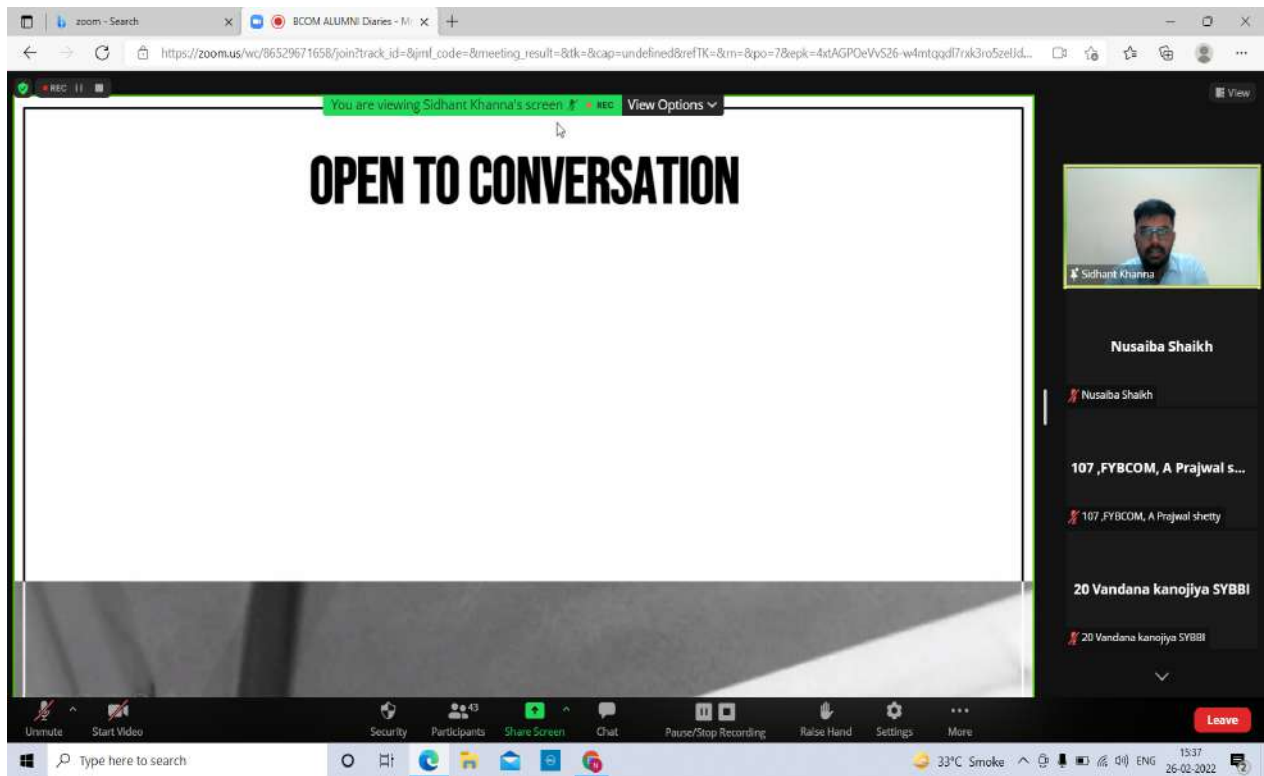 zoom - Search
BCOM ALUMNI Diaries - M
https://zoom.us/wc/86529671658/join?track_id=&jmf_code=&meeting_result=&tk=&cap=undefined&refTK=&rn=&po=7&epk=
REC
You are viewing Sidhant Khanna's screen REC View Options
View
OPEN TO CONVERSATION
Sidhant Khanna
Nusaiba Shaikh
Nusaiba Shaikh
107 ,FYBCOM, A Prajwal s...
107 ,FYBCOM, A Prajwal shetty
20 Vandana kanojiya SYBBI
20 Vandana kanojiya SYBBI
Unmute Start Video Security Participants 43 Share Screen Chat Pause/Stop Recording Raise Hand Settings More Leave
Type here to search
33°C Smoke ENG
15:37
26-02-2022
2